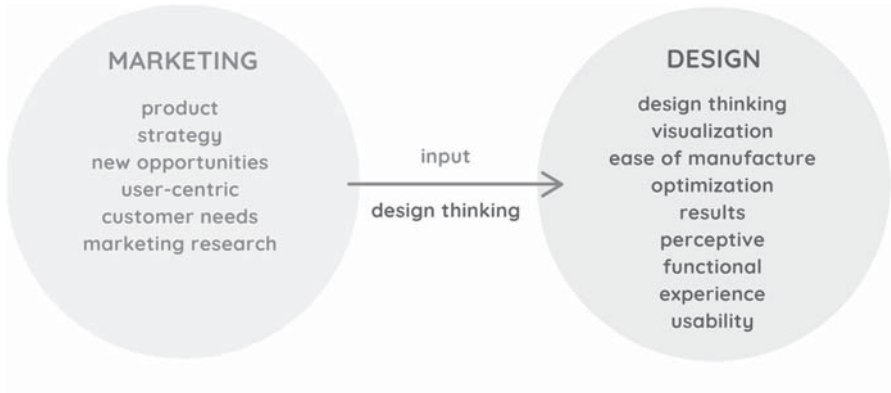 MARKETING
product
strategy
new opportunities
user-centric
customer needs
marketing research
input
design thinking
DESIGN
design thinking
visualization
ease of manufacture
optimization
results
perceptive
functional
experience
usability